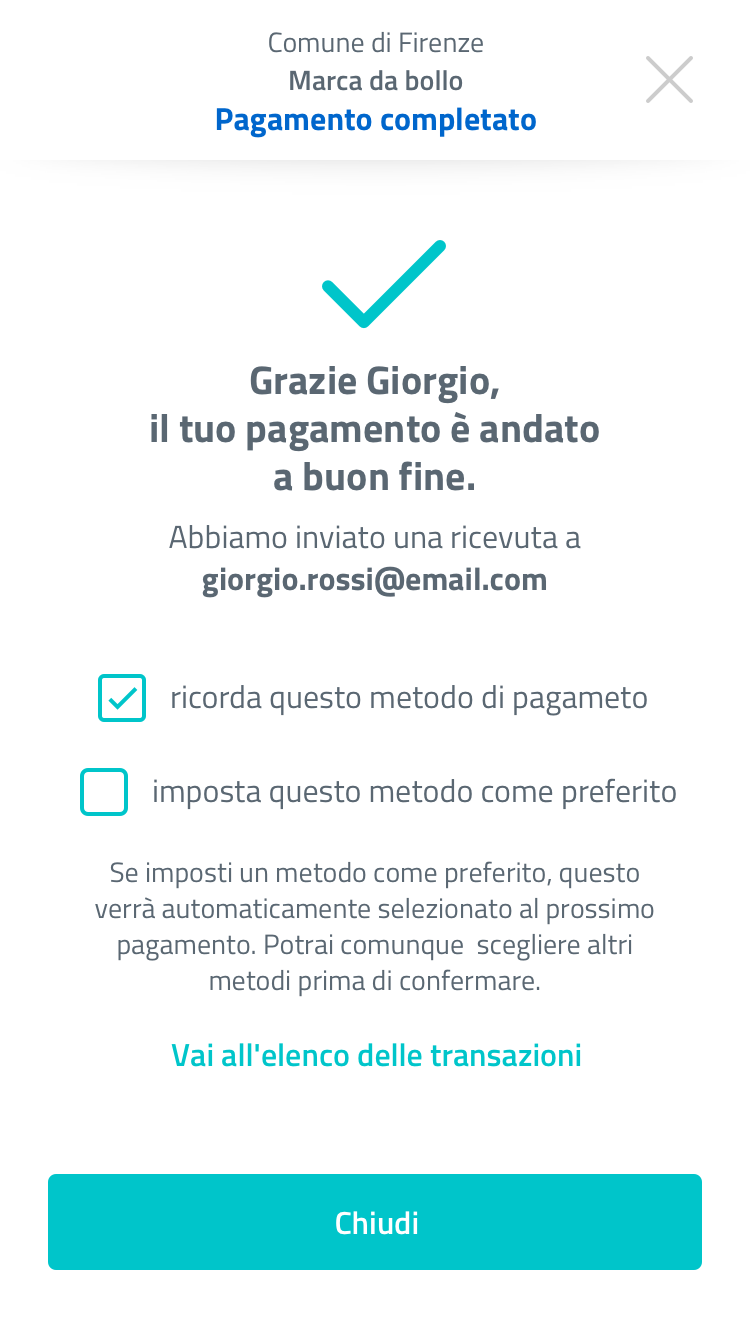 Comune di Firenze
Marca da bollo
Pagamento completato
Grazie Giorgio,
il tuo pagamento è andato
a buon fine.
Abbiamo inviato una ricevuta a
giorgio.rossi@email.com
ricorda questo metodo di pagameto
imposta questo metodo come preferito
Se imposti un metodo come preferito, questo
verrà automaticamente selezionato al prossimo
pagamento. Potrai comunque  scegliere altri
metodi prima di confermare.
Vai all'elenco delle transazioni
Chiudi